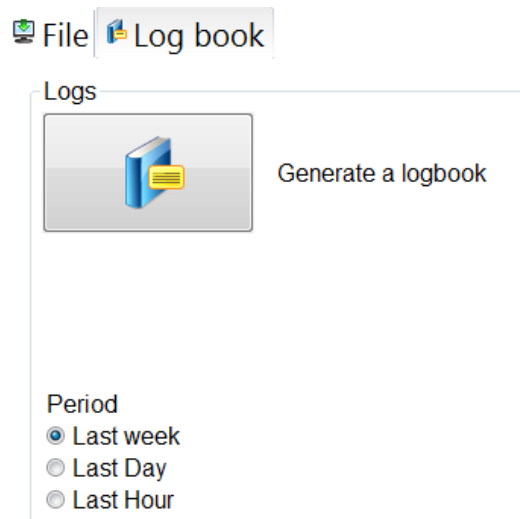 File Log book
Logs
Generate a logbook
Period
Last week
Last Day
Last Hour